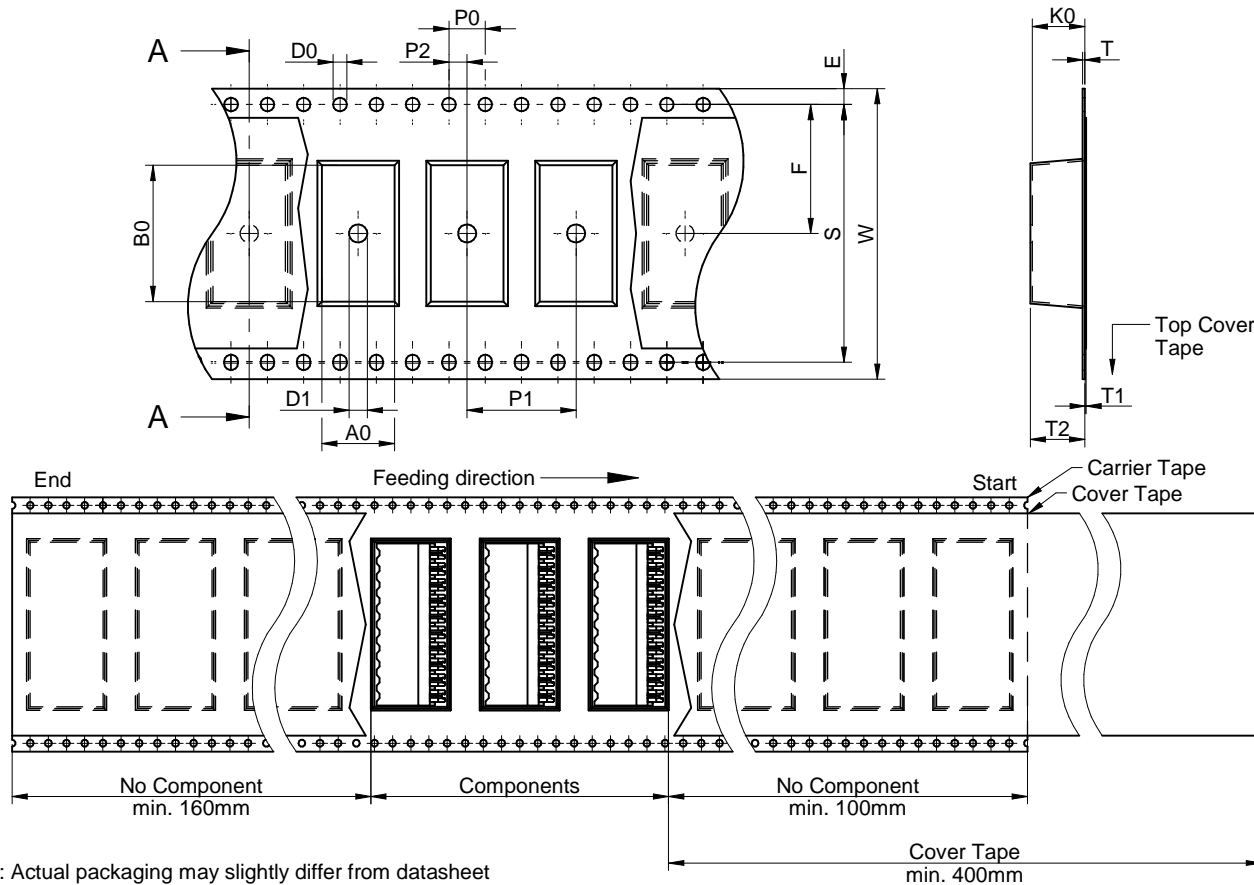 P0
K0
A
D0
P2
T
E
B0
F
S
W
Top Cover
Tape
D1
P1
T1
A
A0
T2
End
Feeding direction
Start
Carrier Tape
Cover Tape
No Component
min. 160mm
Components
No Component
min. 100mm
Cover Tape
min. 400mm
: Actual packaging may slightly differ from datasheet